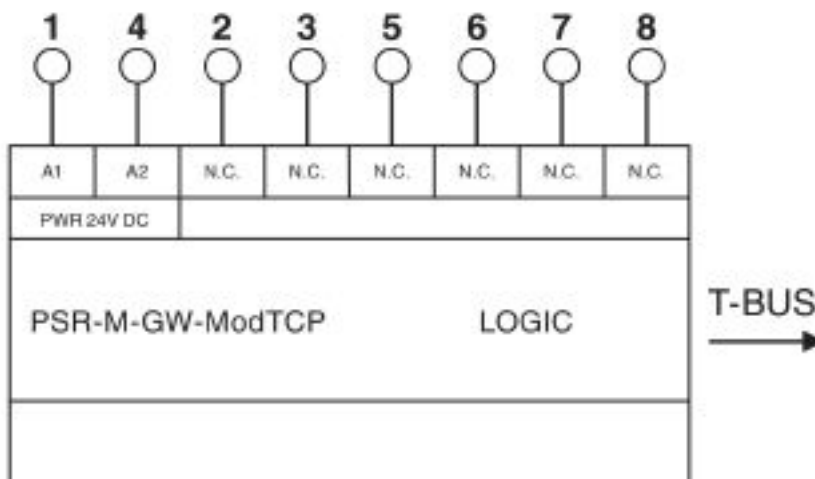 1 4 2 3 5 6 7 8
A1 A2 N.C. N.C. N.C. N.C. N.C. N.C.
PWR 24V DC
PSR-M-GW-ModTCP LOGIC
T-BUS